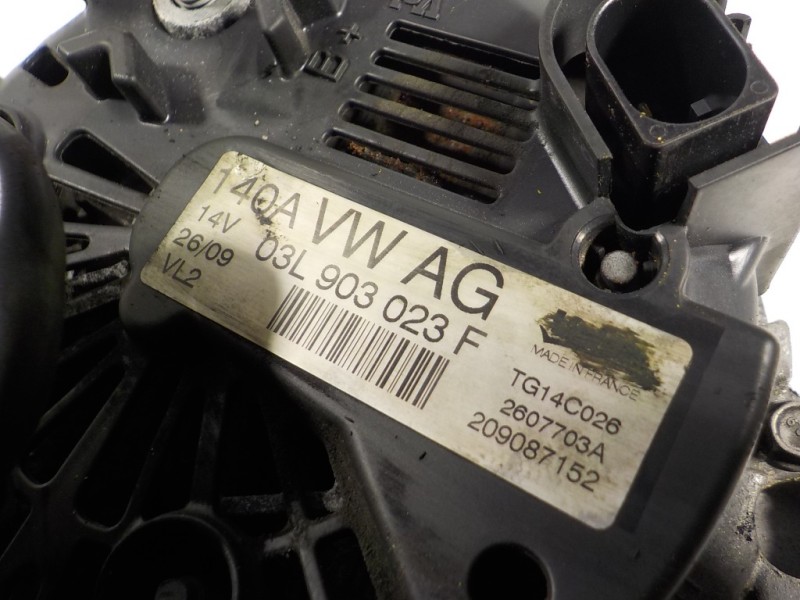 B+
140A VW AG
14V 03L 903 023 F
26/09
VL2
MADE IN FRANCE
TG14C026
2607703A
209087152